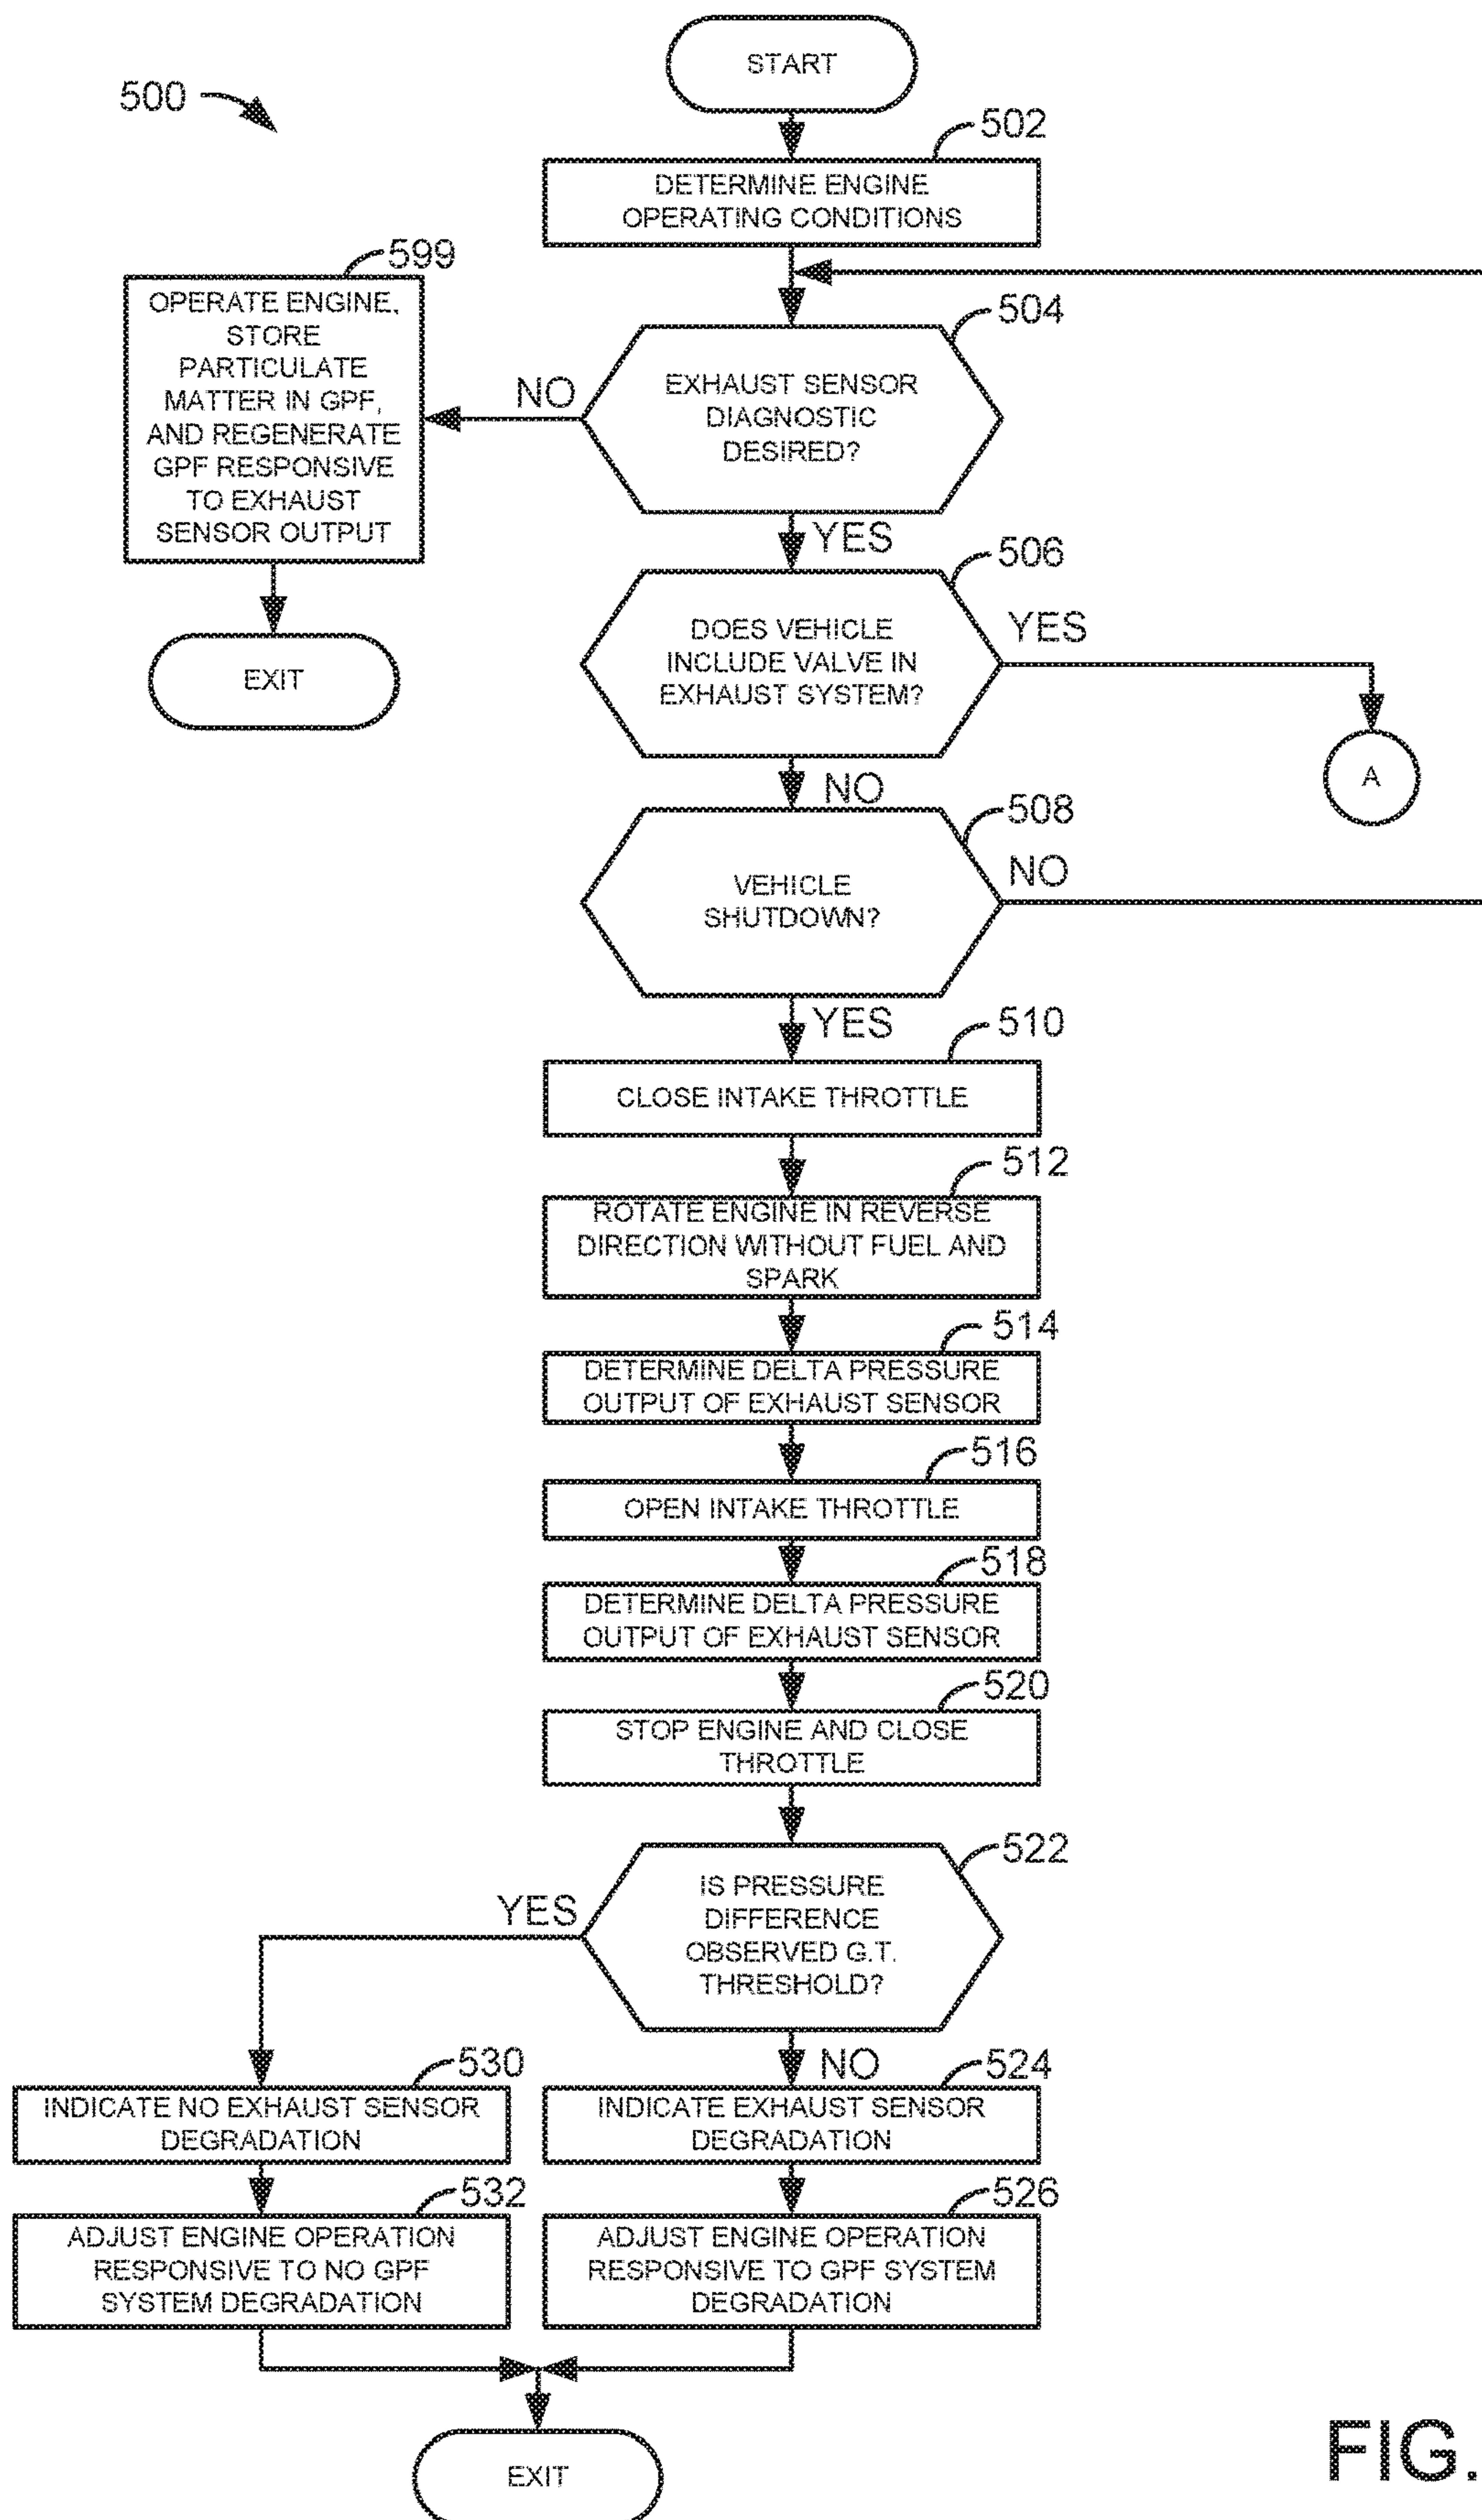 START
500
502
DETERMINE ENGINE
OPERATING CONDITIONS
599
OPERATE ENGINE,
STORE
PARTICULATE
MATTER IN GPF,
AND REGENERATE
GPF RESPONSIVE
TO EXHAUST
SENSOR OUTPUT
504
NO
EXHAUST SENSOR
DIAGNOSTIC
DESIRED?
YES
506
EXIT
DOES VEHICLE
INCLUDE VALVE IN
EXHAUST SYSTEM?
YES
A
NO
508
VEHICLE
SHUTDOWN?
NO
YES
510
CLOSE INTAKE THROTTLE
512
ROTATE ENGINE IN REVERSE
DIRECTION WITHOUT FUEL AND
SPARK
514
DETERMINE DELTA PRESSURE
OUTPUT OF EXHAUST SENSOR
516
OPEN INTAKE THROTTLE
518
DETERMINE DELTA PRESSURE
OUTPUT OF EXHAUST SENSOR
520
STOP ENGINE AND CLOSE
THROTTLE
522
YES
IS PRESSURE
DIFFERENCE
OBSERVED G.T.
THRESHOLD?
NO
530
INDICATE NO EXHAUST SENSOR
DEGRADATION
524
INDICATE EXHAUST SENSOR
DEGRADATION
532
ADJUST ENGINE OPERATION
RESPONSIVE TO NO GPF
SYSTEM DEGRADATION
526
ADJUST ENGINE OPERATION
RESPONSIVE TO GPF SYSTEM
DEGRADATION
EXIT
FIG.